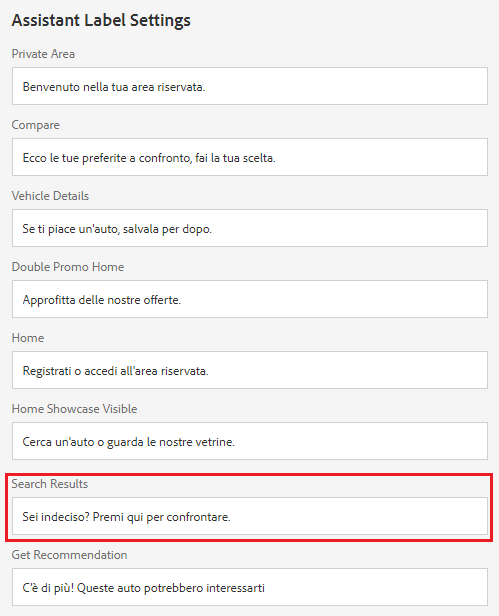 Assistant Label Settings
Private Area
Benvenuto nella tua area riservata.
Compare
Ecco le tue preferite a confronto, fai la tua scelta.
Vehicle Details
Se ti piace un'auto, salvala per dopo.
Double Promo Home
Approfitta delle nostre offerte.
Home
Registrati o accedi all'area riservata.
Home Showcase Visible
Cerca un'auto o guarda le nostre vetrine.
Search Results
Sei indeciso? Premi qui per confrontare.
Get Recommendation
C'è di più! Queste auto potrebbero interessarti